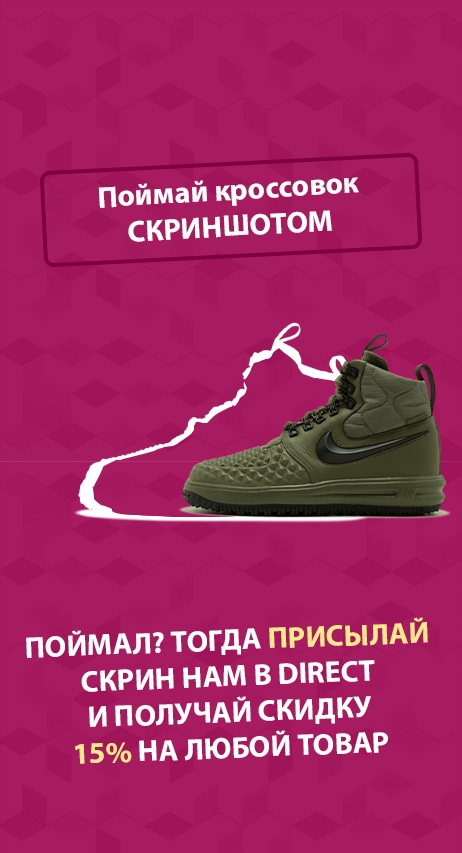 Поймай кроссовок
СКРИНШОТОМ
ПОЙМАЛ? ТОГДА ПРИСЫЛАЙ
СКРИН НАМ В DIRECT
И ПОЛУЧАЙ СКИДКУ
15% НА ЛЮБОЙ ТОВАР